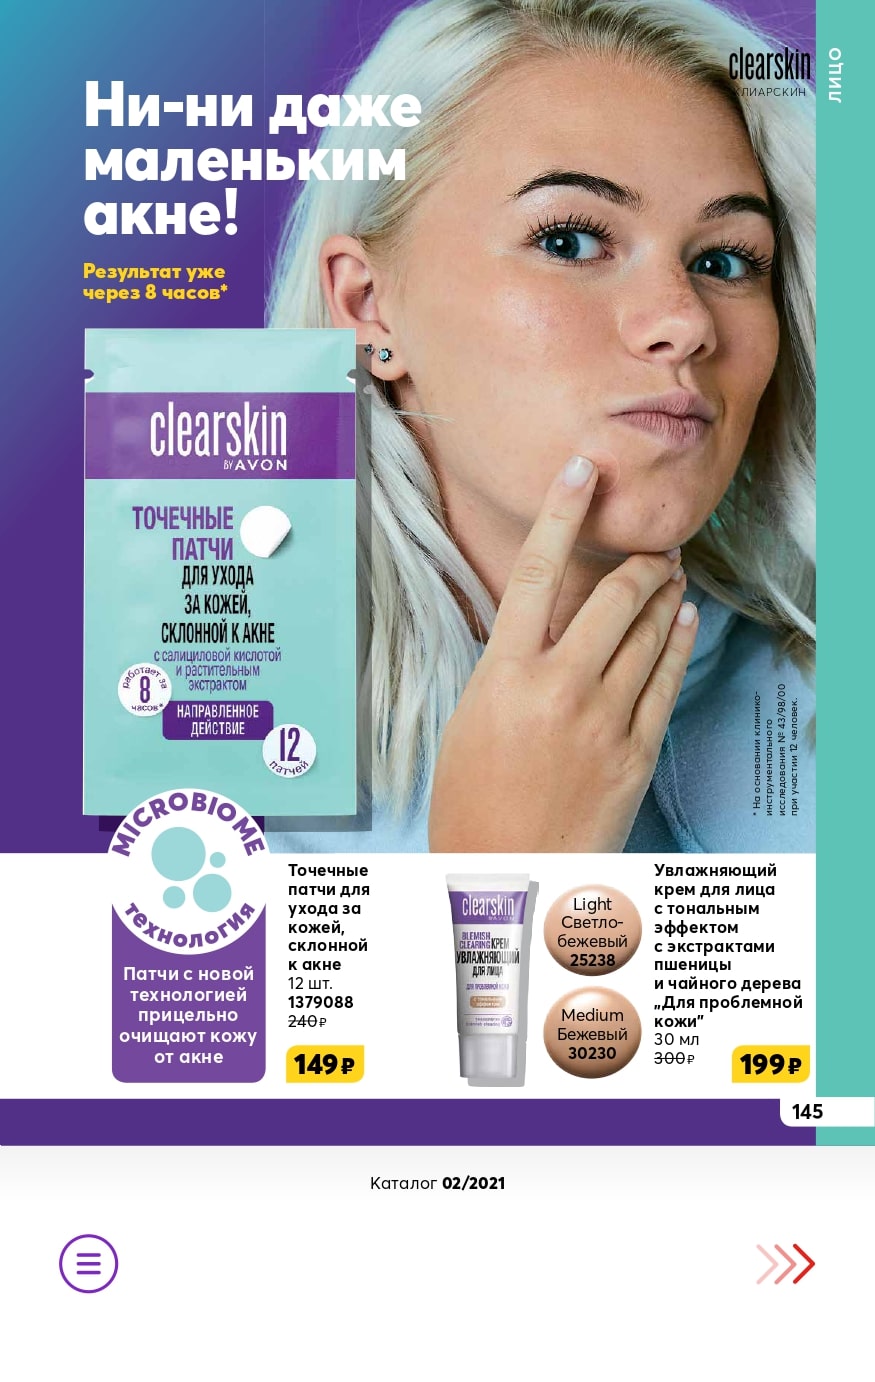 clearskin
КЛИАРСКИН
ЛИЦО
Ни-ни даже
маленьким
акне!
Результат уже
через 8 часов*
clearskin
BY AVON
ТОЧЕЧНЫЕ
ПАТЧИ
ДЛЯ УХОДА
ЗА КОЖЕЙ,
СКЛОННОЙ К АКНЕ
с салициловой кислотой
и растительным
экстрактом
работает за
8
часов*
НАПРАВЛЕННОЕ
ДЕЙСТВИЕ
12
патчей
* На основании клинико-
инструментального
исследования № 43/98/00
при участии 12 человек.
MICROBIOME
технология
Патчи с новой
технологией
прицельно
очищают кожу
от акне
Точечные
патчи для
ухода за
кожей,
склонной
к акне
12 шт.
1379088
240 ₽
149 ₽
clearskin
BY AVON
BLEMISH
CLEARING КРЕМ
УВЛАЖНЯЮЩИЙ
ДЛЯ ЛИЦА
Light
Светло-
бежевый
25238
Medium
Бежевый
30230
Увлажняющий
крем для лица
с тональным
эффектом
с экстрактами
пшеницы
и чайного дерева
„Для проблемной
кожи"
30 мл
300 ₽
199 ₽
145
Каталог 02/2021